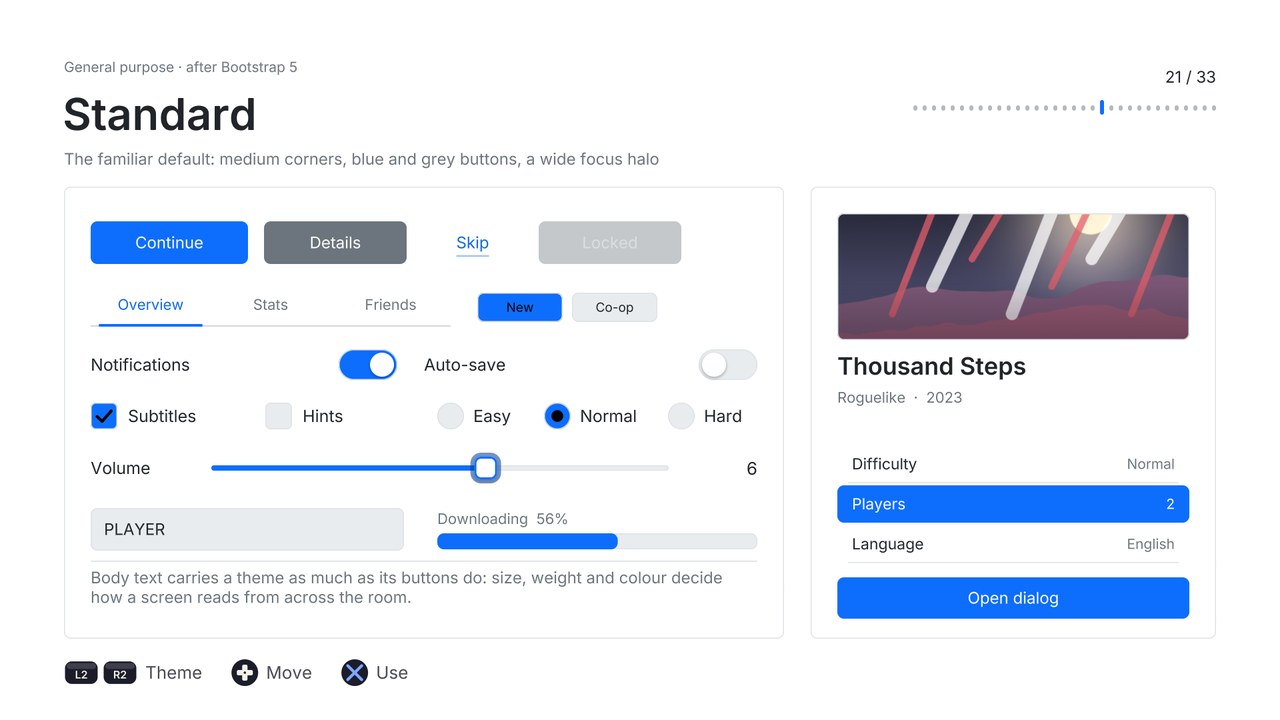 General purpose · after Bootstrap 5
21 / 33
Standard
The familiar default: medium corners, blue and grey buttons, a wide focus halo
Continue
Details
Skip
Locked
Overview
Stats
Friends
New
Co-op
Notifications
Auto-save
Subtitles
Hints
Easy
Normal
Hard
Volume
6
PLAYER
Downloading 56%
Body text carries a theme as much as its buttons do: size, weight and colour decide
how a screen reads from across the room.
Thousand Steps
Roguelike · 2023
Difficulty
Normal
Players
2
Language
English
Open dialog
L2
R2
Theme
Move
Use